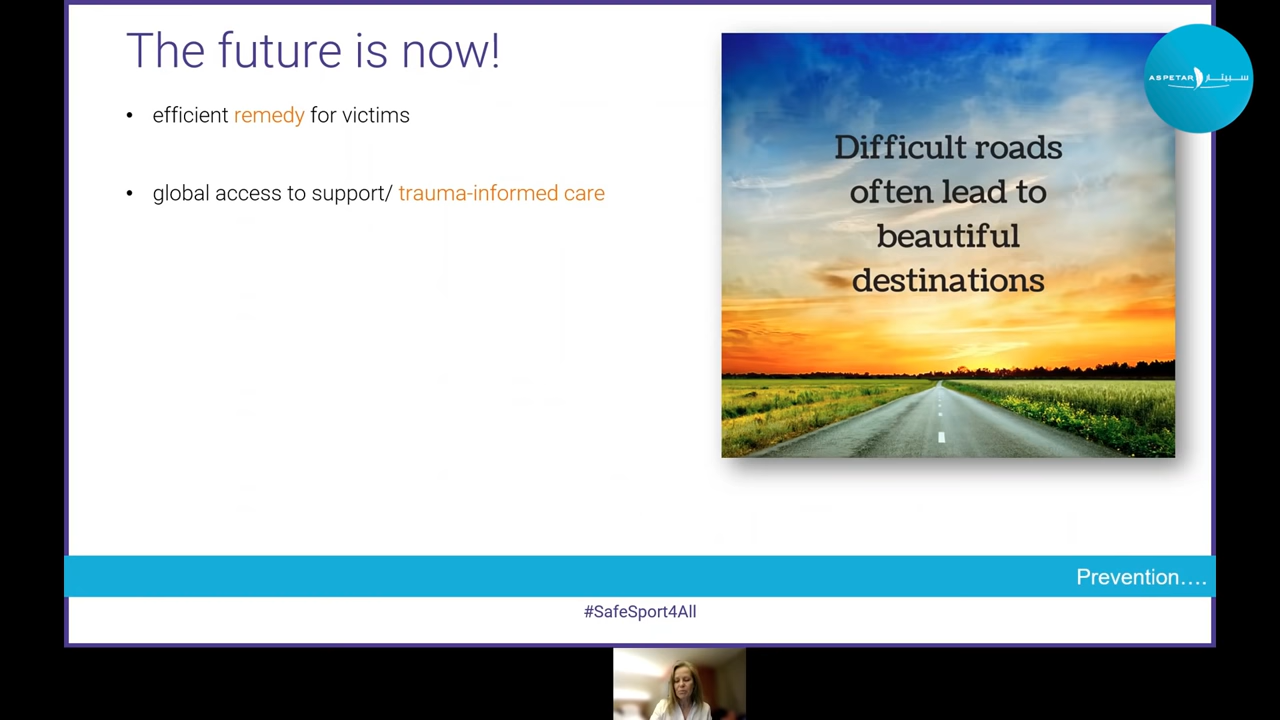 The future is now!
• efficient remedy for victims
• global access to support/ trauma-informed care
Difficult roads
often lead to
beautiful
destinations
ASPETAR سبيتار
Prevention....
#SafeSport4All